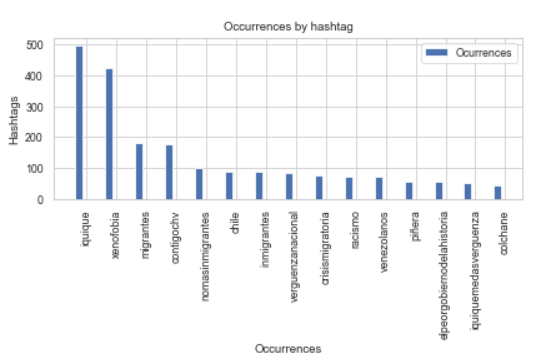 Occurrences by hashtag
Ocurrences
Hashtags
500
400
300
200
100
0
iquique
xenofobia
migrantes
contigochv
nomasinmigrantes
chile
inmigrantes
verguenzanacional
crisismigratoria
racismo
venezolanos
piñera
elpeorgobiernodelahistoria
iquiquemedasverguenza
colchane
Occurrences